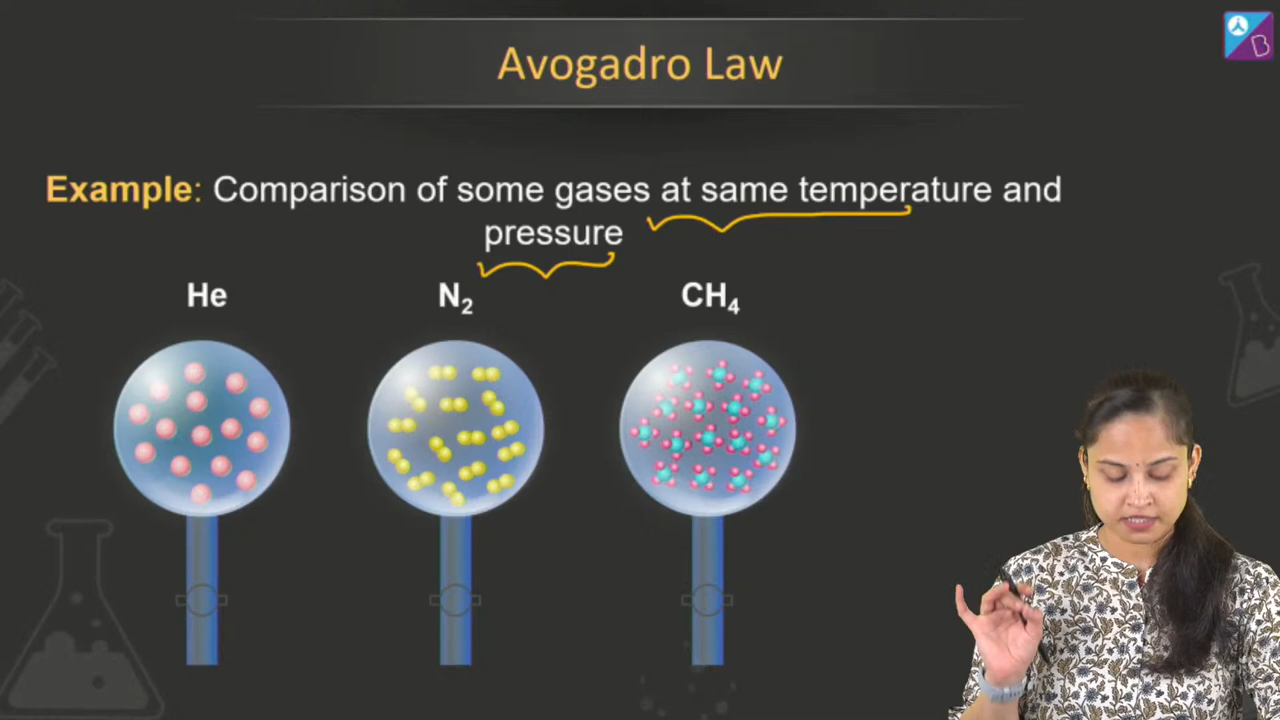 Avogadro Law
Example: Comparison of some gases at same temperature and
pressure
He
N₂
CH₄
B